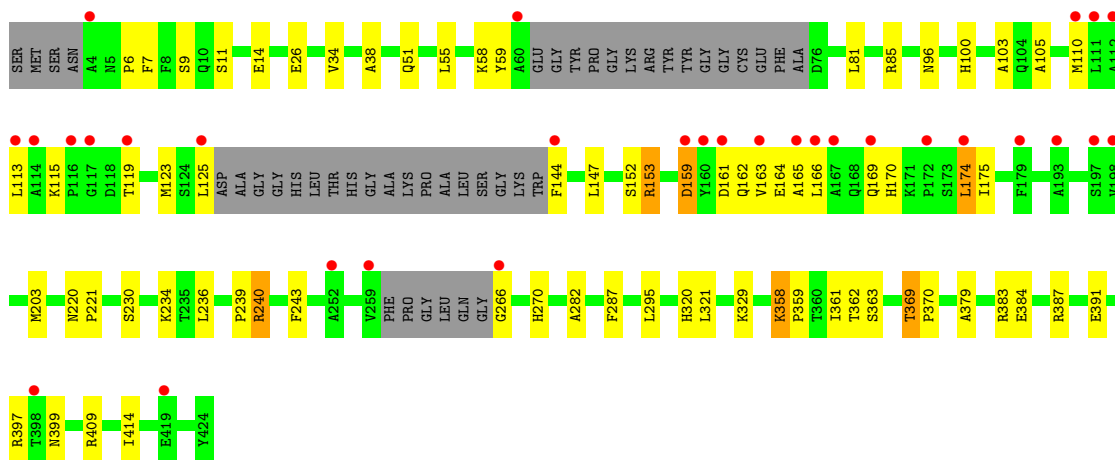 SER MET SER ASN A4 N5 P6 F7 F8 S9 Q10 S11 E14 E26 V34 A38 Q51 L55 K58 Y59 A60 GLU GLY TYR PRO GLY LYS ARG TYR TYR GLY GLY CYS GLU PHE ALA D76 L81 R85 N96 H100 A103 Q104 A105 M110 L111 A112
L113 A114 K115 P116 G117 D118 T119 M123 S124 L125 ASP ALA GLY GLY HIS LEU THR HIS GLY ALA LYS PRO ALA LEU SER GLY LYS TRP F144 L147 S152 R153 D159 Y160 D161 Q162 V163 E164 A165 L166 A167 Q168 Q169 H170 K171 P172 S173 L174 I175 F179 A193 S197 V198
M203 N220 P221 S230 K234 T235 L236 P239 R240 F243 A252 V259 PHE PRO GLY LEU GLN GLY G266 H270 A282 F287 L295 H320 L321 K329 K358 P359 T360 I361 T362 S363 T369 P370 A379 R383 E384 R387 E391
R397 T398 N399 R409 I414 E419 Y424